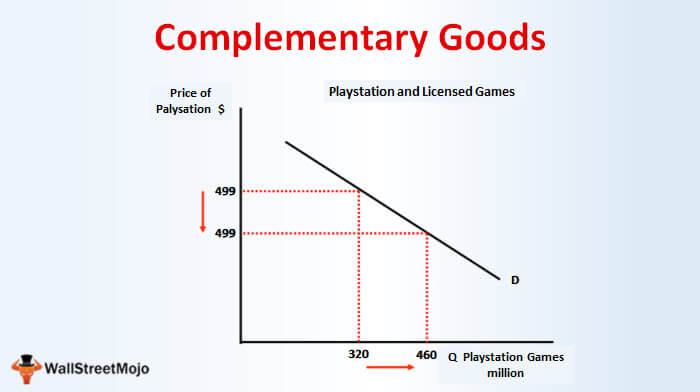 Complementary Goods
Price of
Palysation $
Playstation and Licensed Games
499
499
D
320
460
Q Playstation Games
million
WallStreetMojo